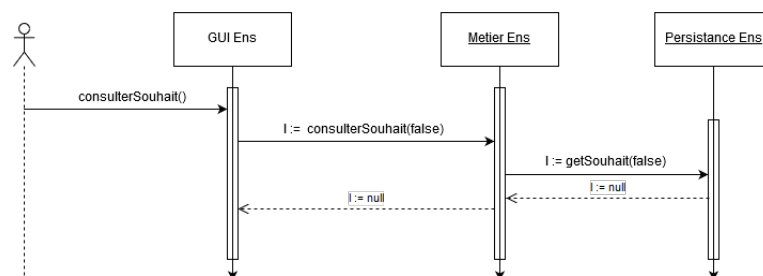 GUI Ens
Metier Ens
Persistance Ens
consulterSouhait()
l := consulterSouhait(false)
l := getSouhait(false)
l := null
l := null